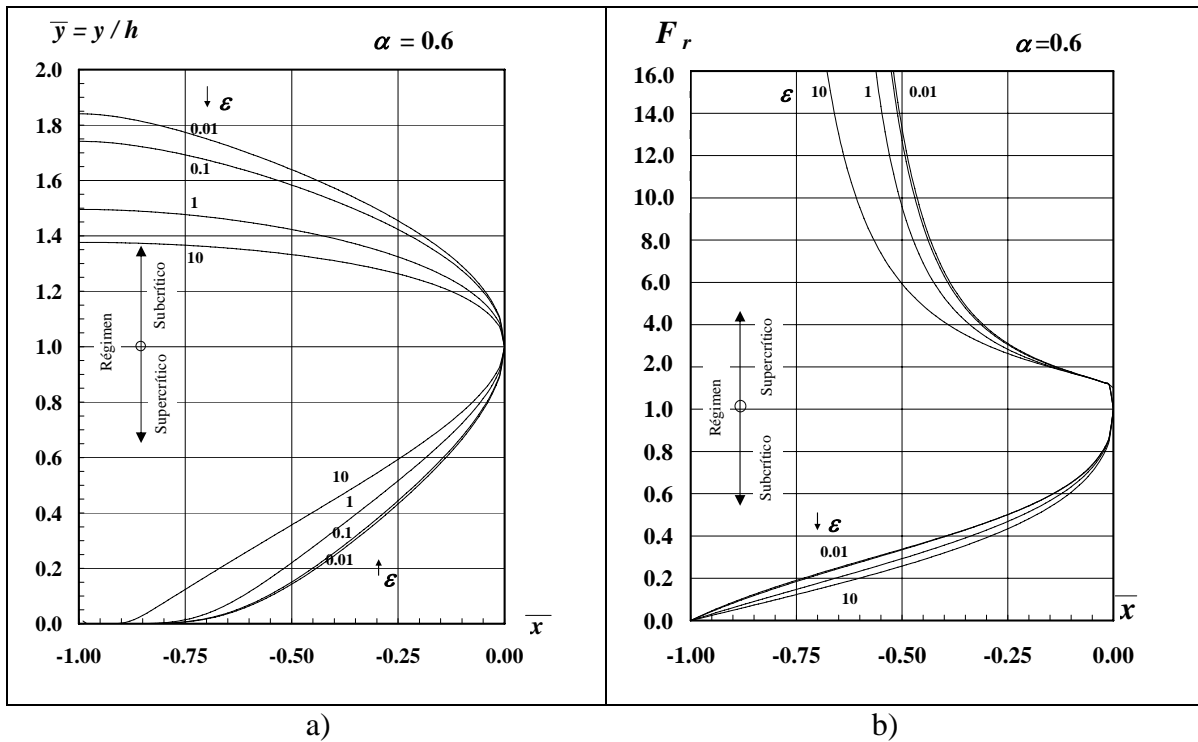 y = y / h
α = 0.6
2.0
1.8
1.6
1.4
1.2
1.0
0.8
0.6
0.4
0.2
0.0
-1.00
-0.75
-0.50
-0.25
0.00
x
ε
0.01
0.1
1
10
Régimen
Subcrítico
Supercrítico
10
1
0.1
0.01
ε
a)
F r
α=0.6
16.0
14.0
12.0
10.0
8.0
6.0
4.0
2.0
1.0
0.8
0.6
0.4
0.2
0.0
-1.00
-0.75
-0.50
-0.25
0.00
x
ε
10
1
0.01
Régimen
Supercrítico
Subcrítico
ε
0.01
10
b)